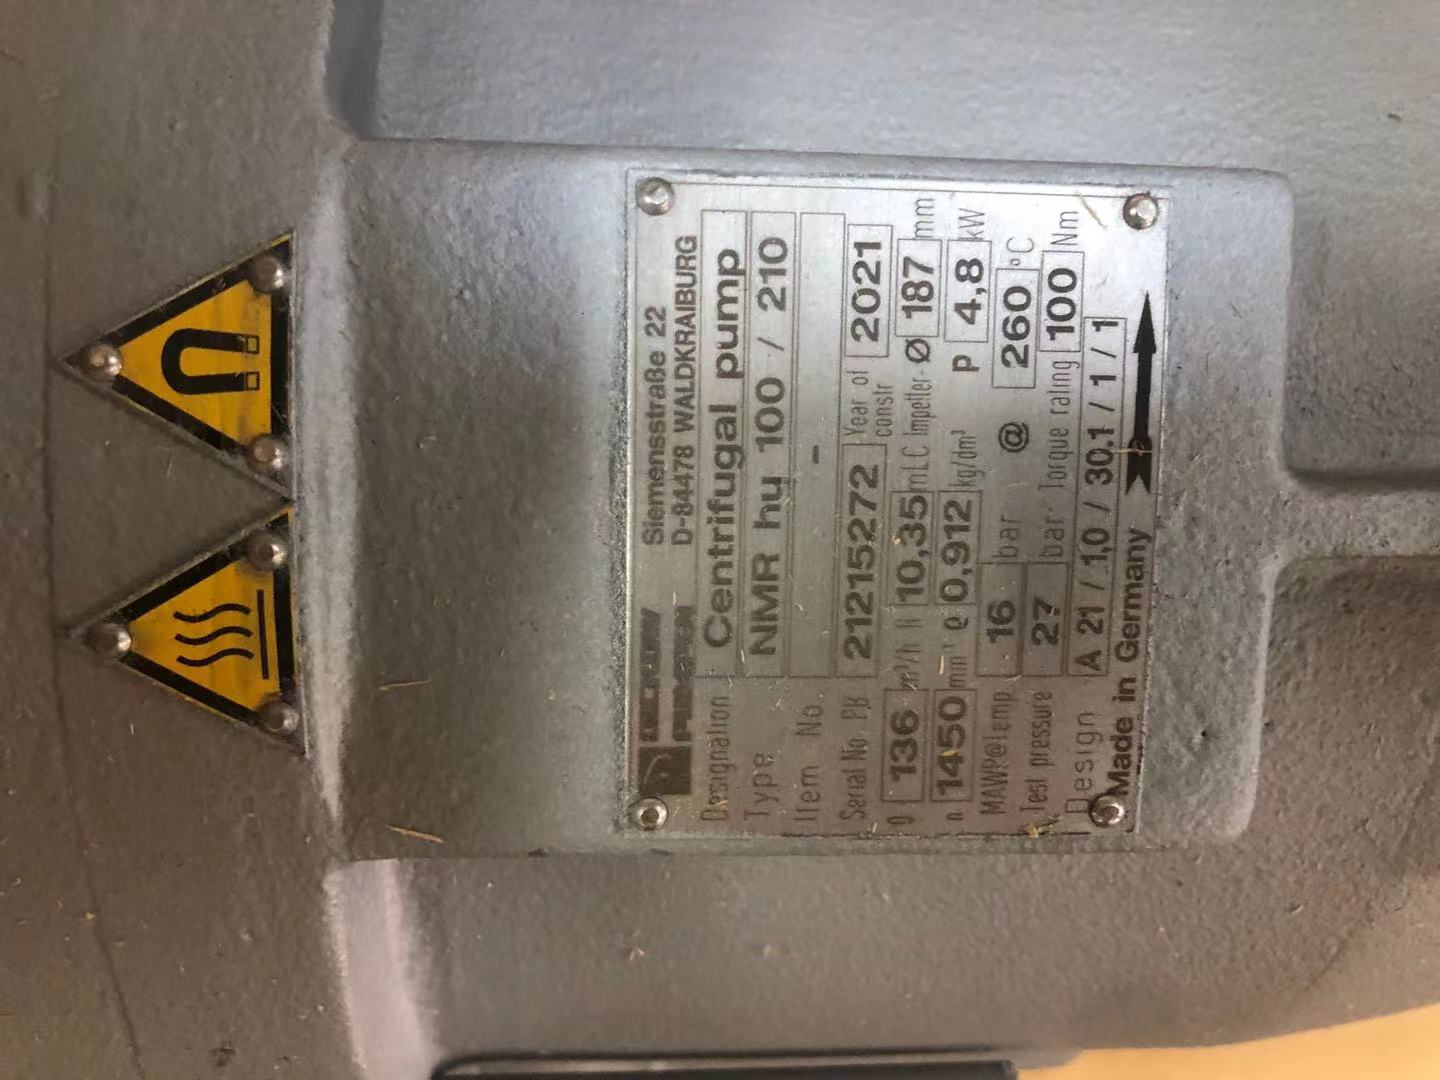 DICKOW
PUMPEN
Siemensstraße 22
D-84478 WALDKRAIBURG
Designation Centrifugal pump
Type NMR hu 100 / 210
Item No. -
Serial No. PB 21215272 Year of constr 2021
Q 136 m³/h H 10,35 mLC Impeller-Ø 187 mm
n 1450 min⁻¹ ϱ 0,912 kg/dm³ P 4,8 kW
MAWP@temp 16 bar @ 260 °C
Test pressure 27 bar Torque rating 100 Nm
Design A 21 / 1,0 / 30.1 / 1 / 1
Made in Germany